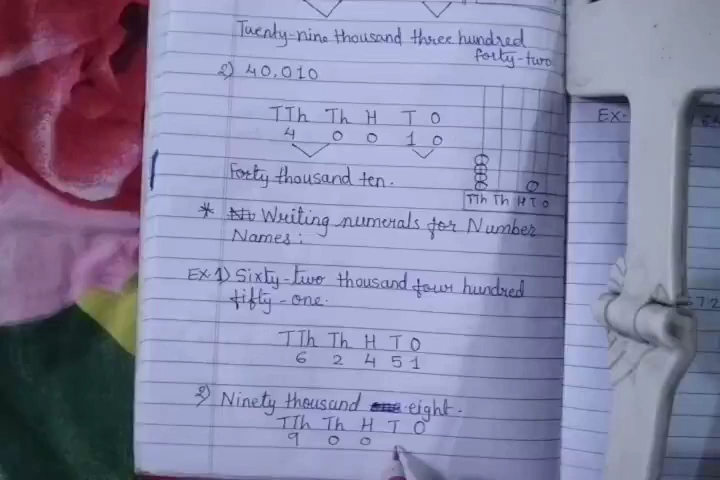 Twenty-nine thousand three hundred
forty-two
2) 40,010
TTh Th H T O
4 0 0 1 0
Forty thousand ten.
TTh Th H T O
* Writing numerals for Number
Names:
Ex.1) Sixty-two thousand four hundred
fifty-one.
TTh Th H T O
6 2 4 5 1
2) Ninety thousand eight.
TTh Th H T O
9 0 0
Ex.